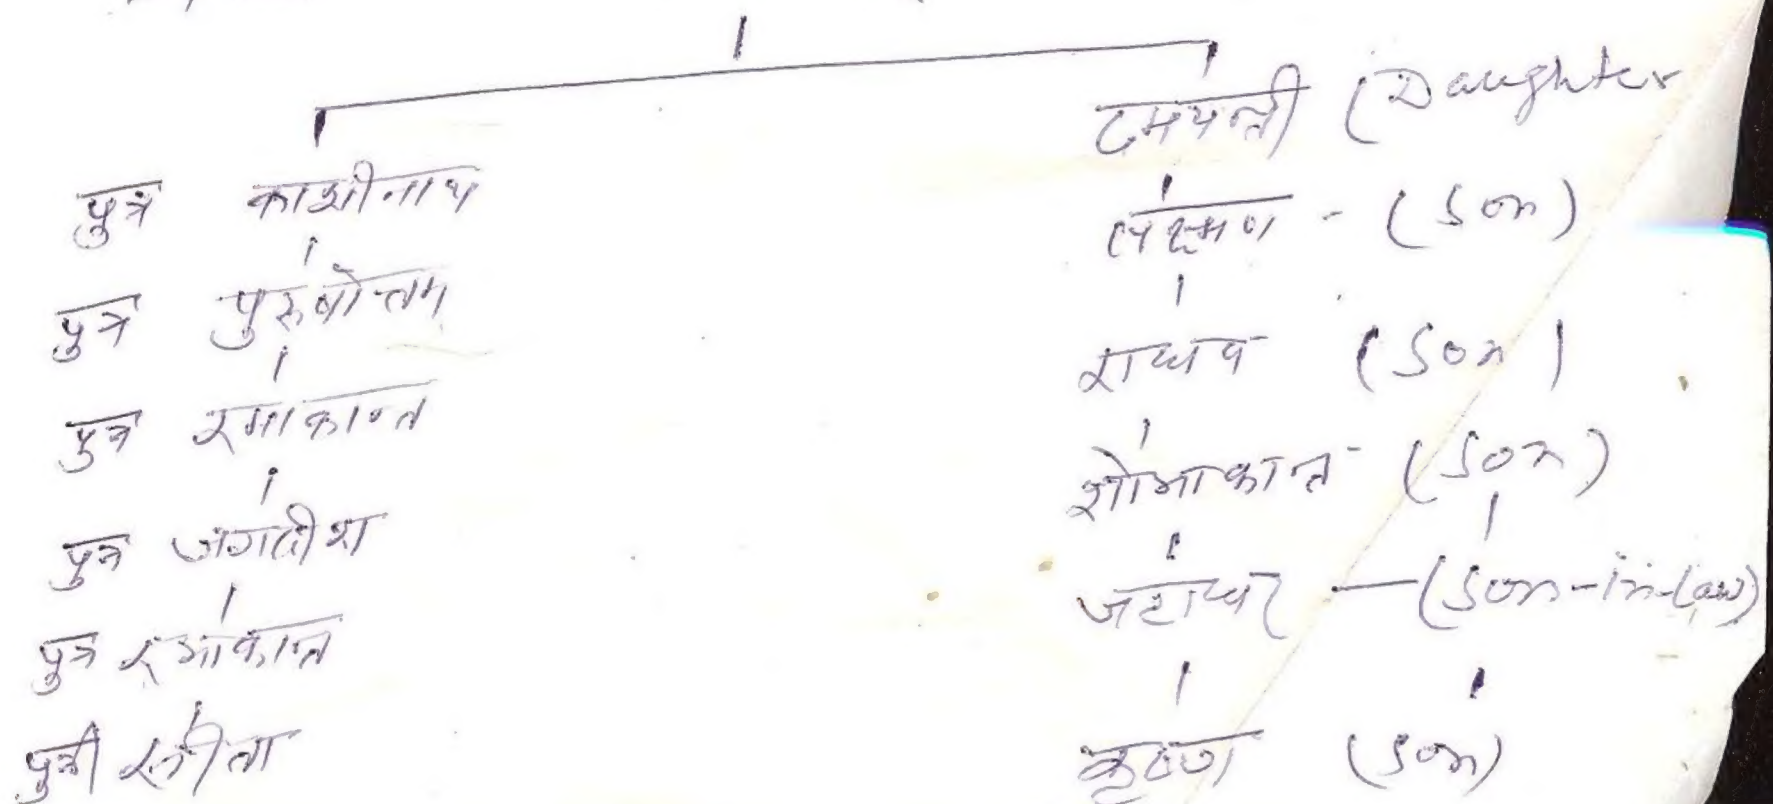 दमयन्ती (Daughter
पुत्र काशीनाथ
लक्ष्मण - (Son)
पुत्र पुरुषोत्तम
राघव (Son)
पुत्र रमाकान्त
शोभाकान्त (Son)
पुत्र जगदीश
जटाधर — (Son-in-law)
पुत्र रमाकान्त
पुत्री सीता
कृष्ण (Son)